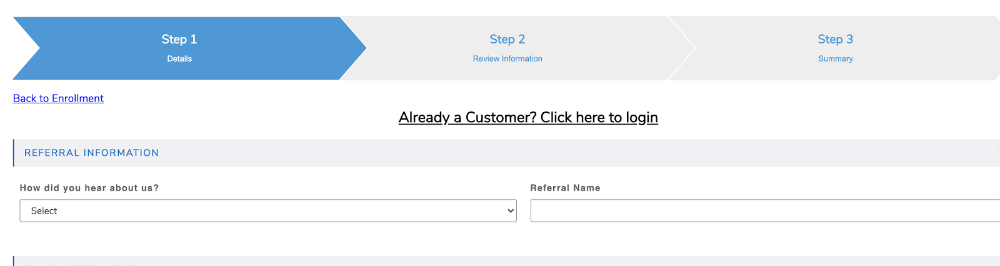 Step 1
Details
Step 2
Review Information
Step 3
Summary
Back to Enrollment
Already a Customer? Click here to login
REFERRAL INFORMATION
How did you hear about us?
Referral Name
Select